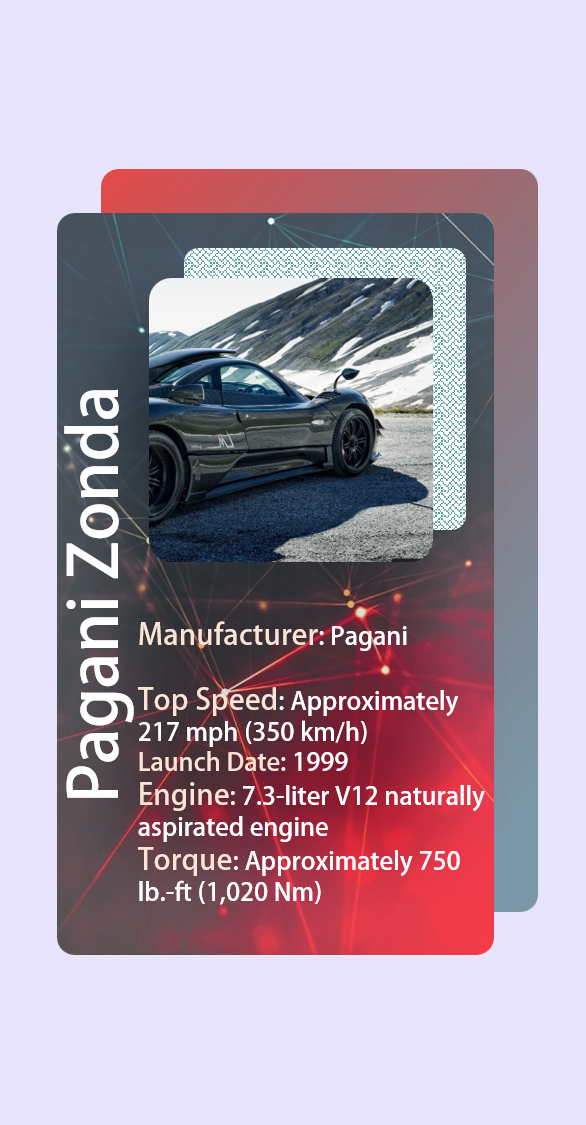 Pagani Zonda
Manufacturer: Pagani
Top Speed: Approximately
217 mph (350 km/h)
Launch Date: 1999
Engine: 7.3-liter V12 naturally
aspirated engine
Torque: Approximately 750
lb.-ft (1,020 Nm)